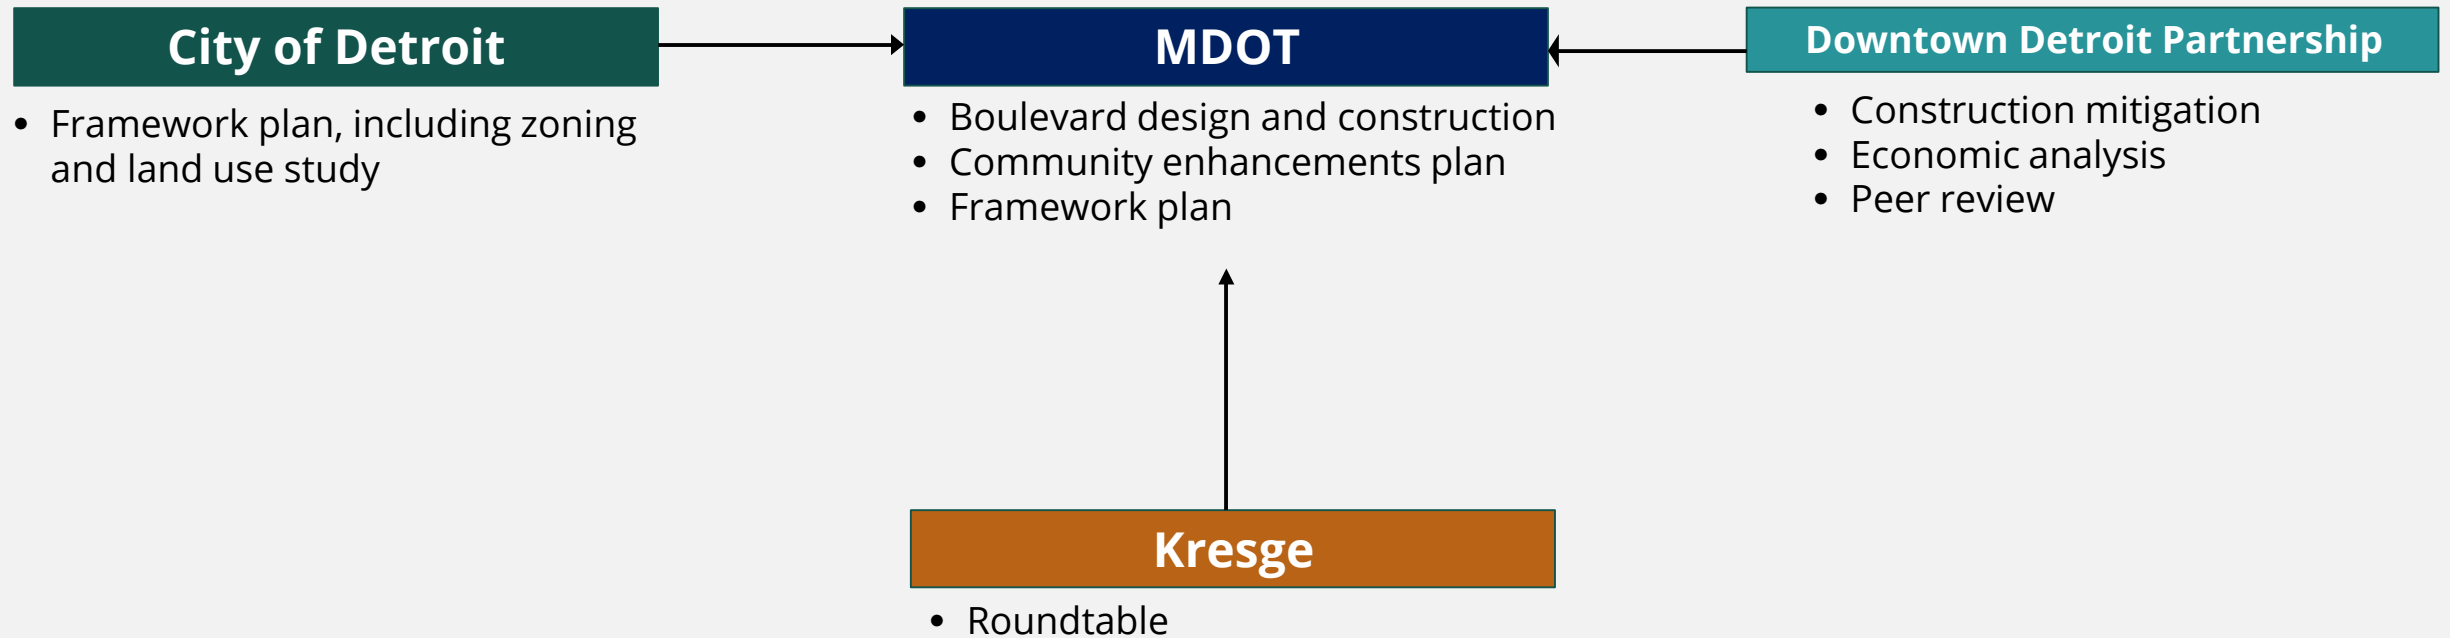 City of Detroit
• Framework plan, including zoning
and land use study
MDOT
• Boulevard design and construction
• Community enhancements plan
• Framework plan
Downtown Detroit Partnership
• Construction mitigation
• Economic analysis
• Peer review
Kresge
• Roundtable